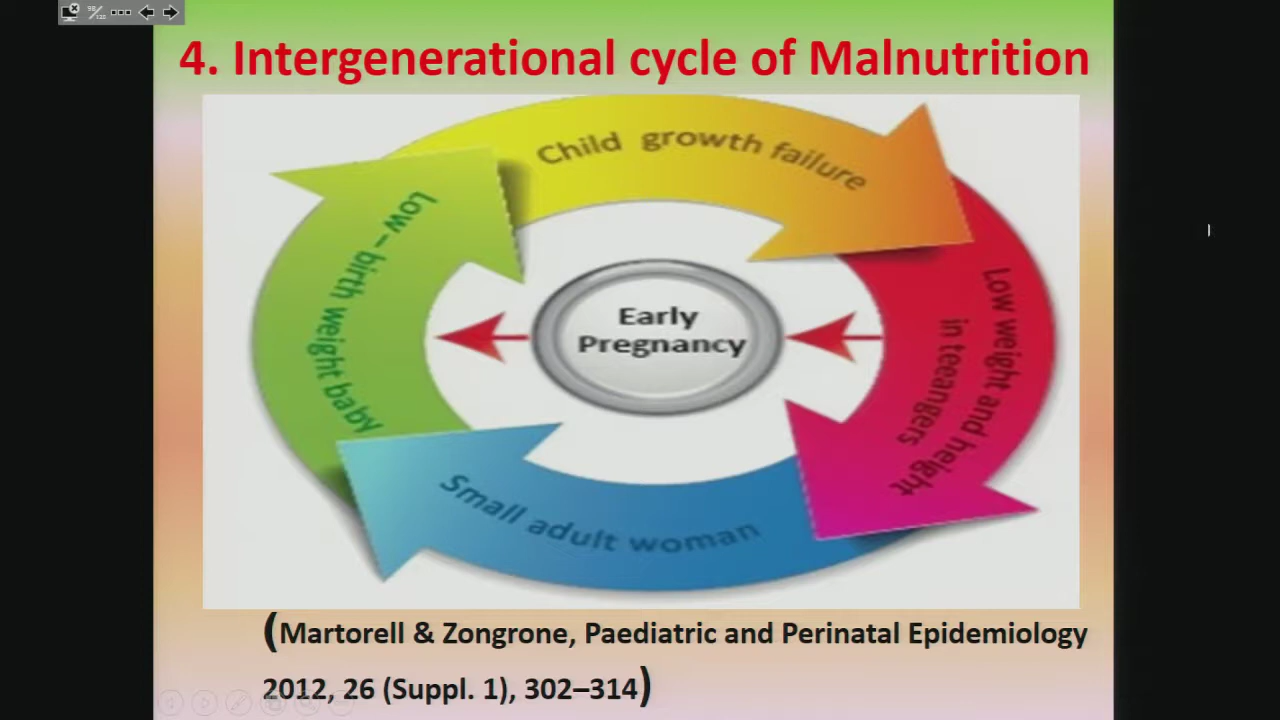 4. Intergenerational cycle of Malnutrition
Child growth failure
Low – birth weight baby
Early
Pregnancy
Low weight and height
in teeangers
Small adult woman
(Martorell & Zongrone, Paediatric and Perinatal Epidemiology
2012, 26 (Suppl. 1), 302–314)